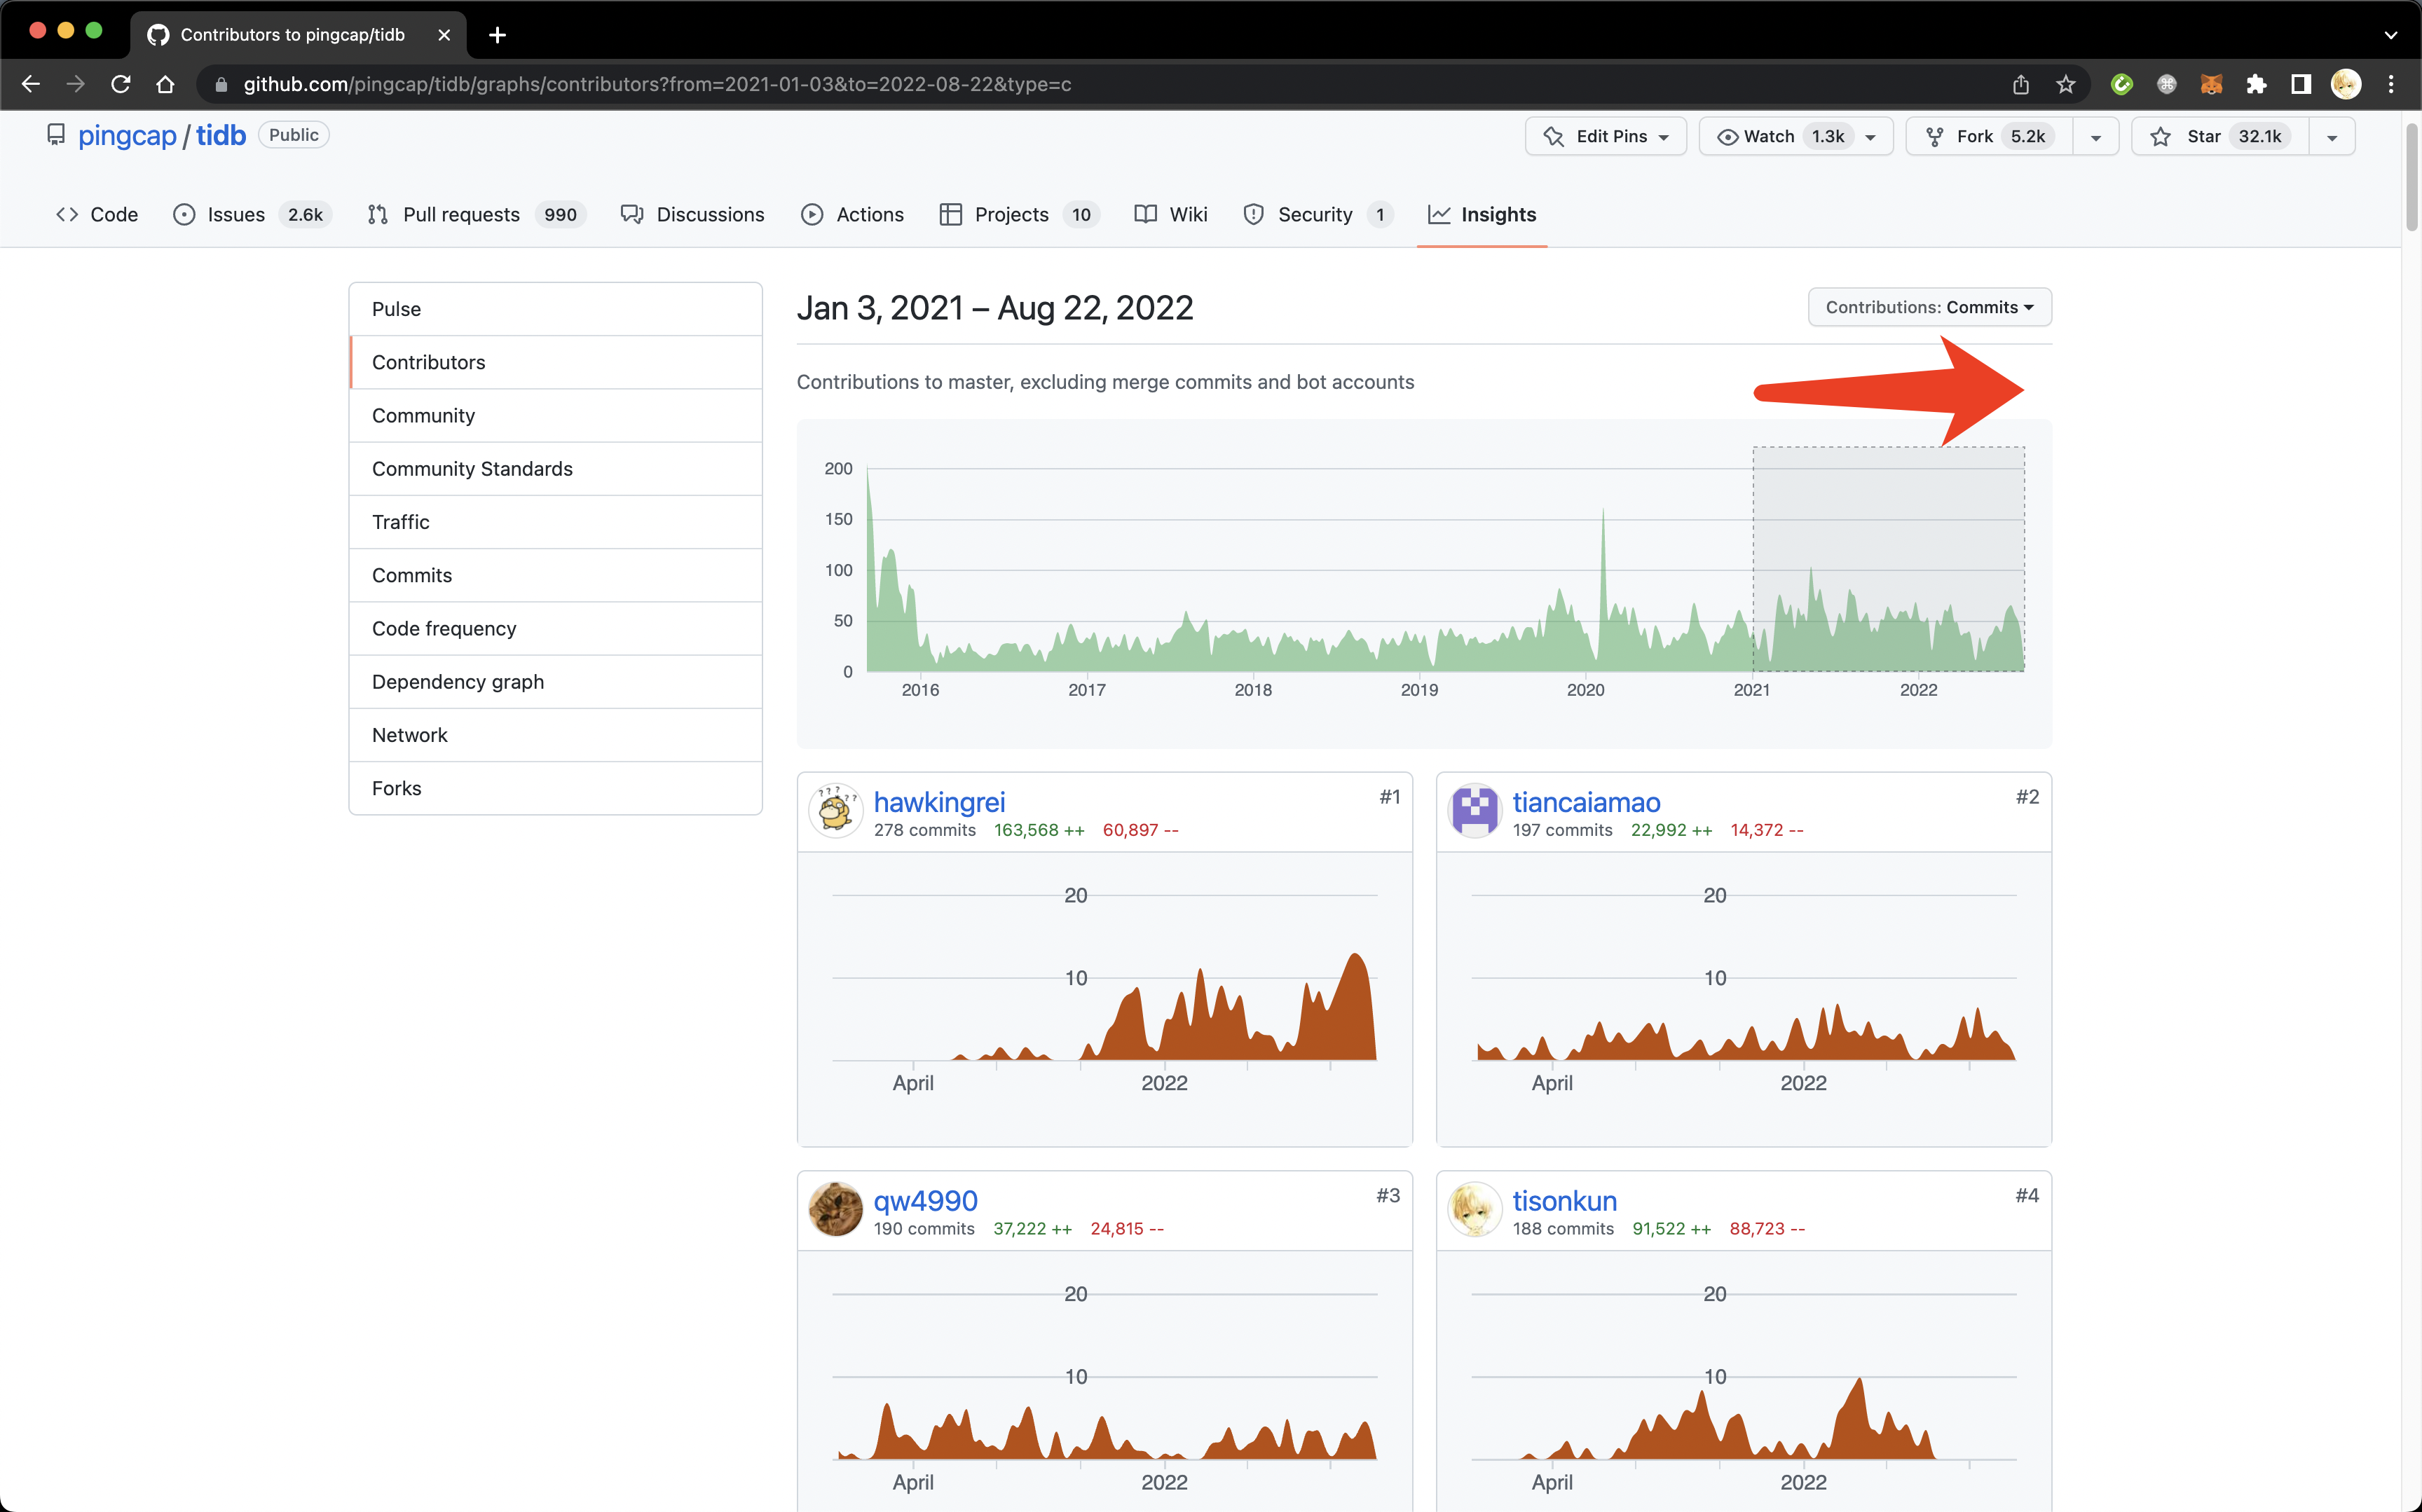 Contributors to pingcap/tidb
github.com/pingcap/tidb/graphs/contributors?from=2021-01-03&to=2022-08-22&type=c
pingcap / tidb Public
Edit Pins Watch 1.3k Fork 5.2k Star 32.1k
Code Issues 2.6k Pull requests 990 Discussions Actions Projects 10 Wiki Security 1 Insights
Pulse
Contributors
Community
Community Standards
Traffic
Commits
Code frequency
Dependency graph
Network
Forks
Jan 3, 2021 – Aug 22, 2022
Contributions: Commits
Contributions to master, excluding merge commits and bot accounts
200
150
100
50
0
2016 2017 2018 2019 2020 2021 2022
hawkingrei #1
278 commits 163,568 ++ 60,897 --
20
10
April 2022
tiancaiamao #2
197 commits 22,992 ++ 14,372 --
20
10
April 2022
qw4990 #3
190 commits 37,222 ++ 24,815 --
20
10
April 2022
tisonkun #4
188 commits 91,522 ++ 88,723 --
20
10
April 2022